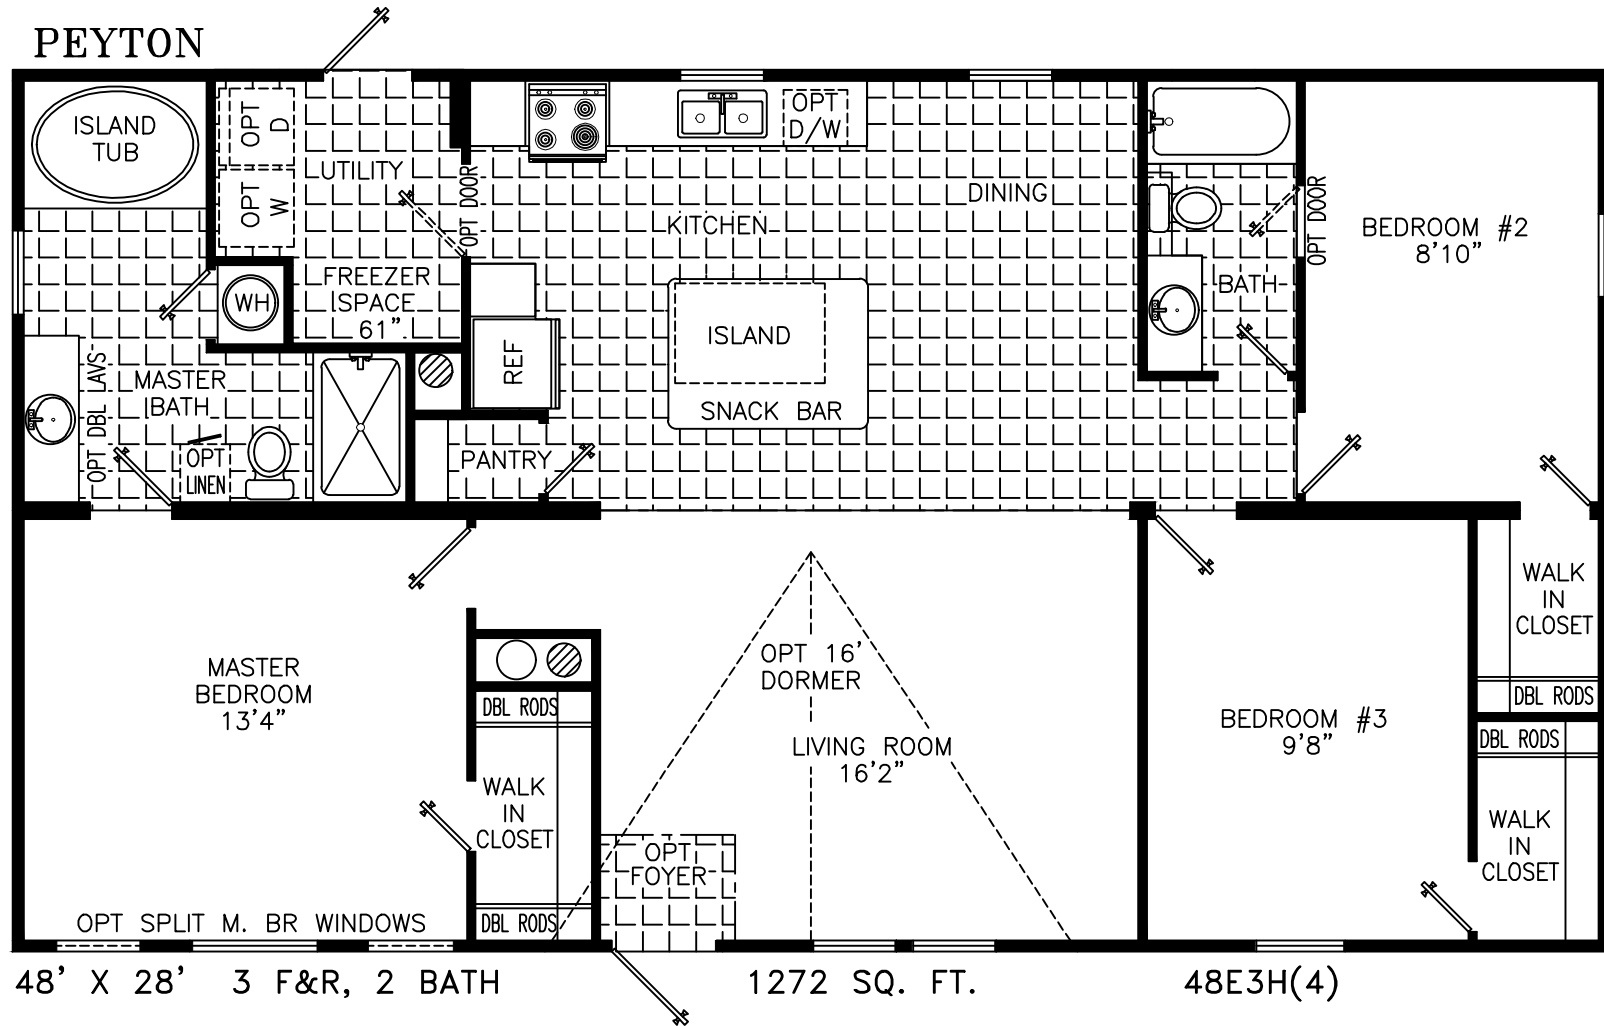 PEYTON
ISLAND
TUB
OPT
D
OPT
W
UTILITY
OPT DOOR
OPT
D/W
KITCHEN
DINING
OPT DOOR
BEDROOM #2
8'10"
BATH
WH
FREEZER
SPACE
61"
REF
ISLAND
SNACK BAR
OPT DBL LAVS
MASTER
BATH
OPT
LINEN
PANTRY
WALK
IN
CLOSET
DBL RODS
MASTER
BEDROOM
13'4"
OPT 16'
DORMER
DBL RODS
LIVING ROOM
16'2"
BEDROOM #3
9'8"
DBL RODS
WALK
IN
CLOSET
WALK
IN
CLOSET
OPT
FOYER
OPT SPLIT M. BR WINDOWS
DBL RODS
48' X 28' 3 F&R, 2 BATH
1272 SQ. FT.
48E3H(4)